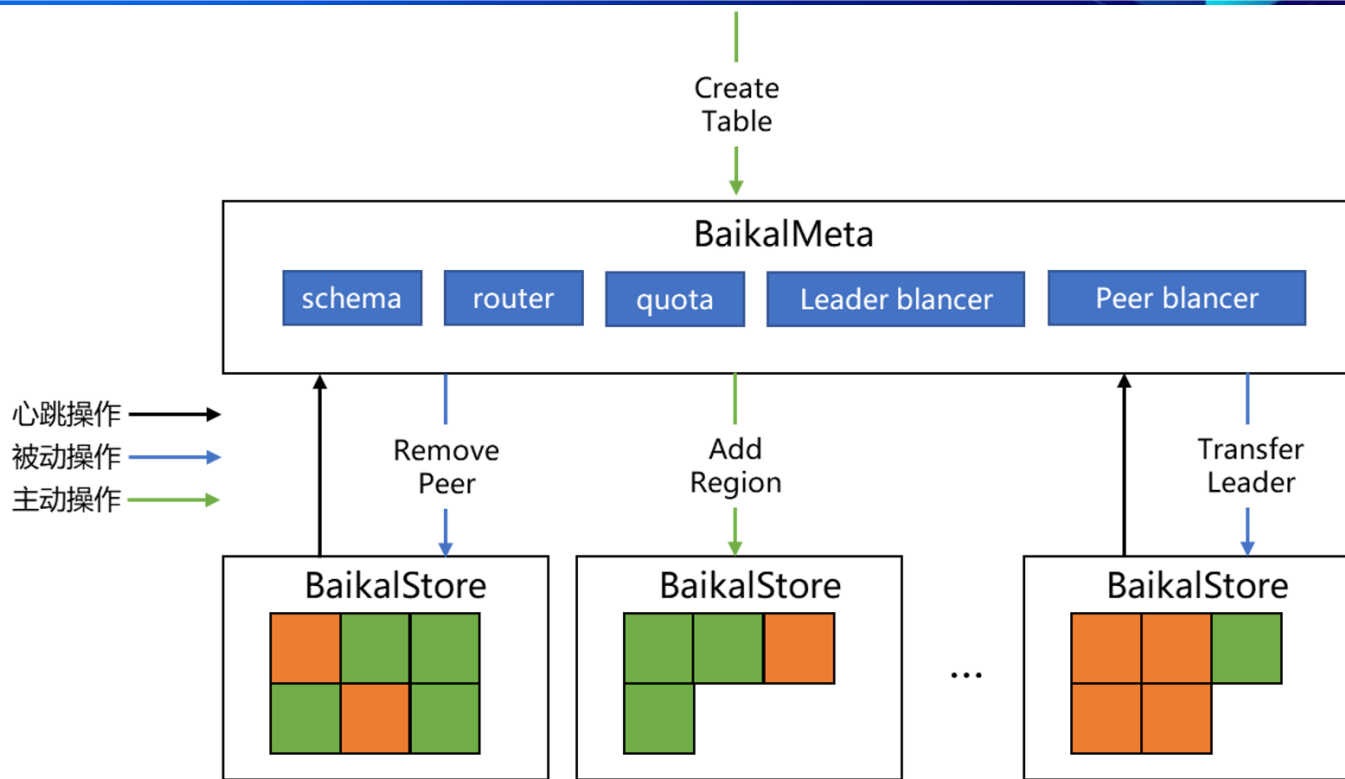 Create
Table
BaikalMeta
schema
router
quota
Leader blancer
Peer blancer
心跳操作
被动操作
主动操作
Remove
Peer
Add
Region
Transfer
Leader
BaikalStore
BaikalStore
...
BaikalStore